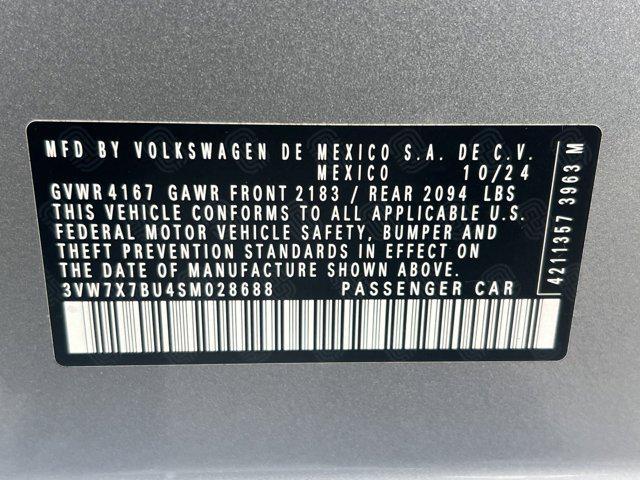 MFD BY VOLKSWAGEN DE MEXICO S.A. DE C.V.
MEXICO 10/24
GVWR 4167 GAWR FRONT 2183 / REAR 2094 LBS
THIS VEHICLE CONFORMS TO ALL APPLICABLE U.S.
FEDERAL MOTOR VEHICLE SAFETY, BUMPER AND
THEFT PREVENTION STANDARDS IN EFFECT ON
THE DATE OF MANUFACTURE SHOWN ABOVE.
3VW7X7BU4SM028688 PASSENGER CAR
4211357 3963 M